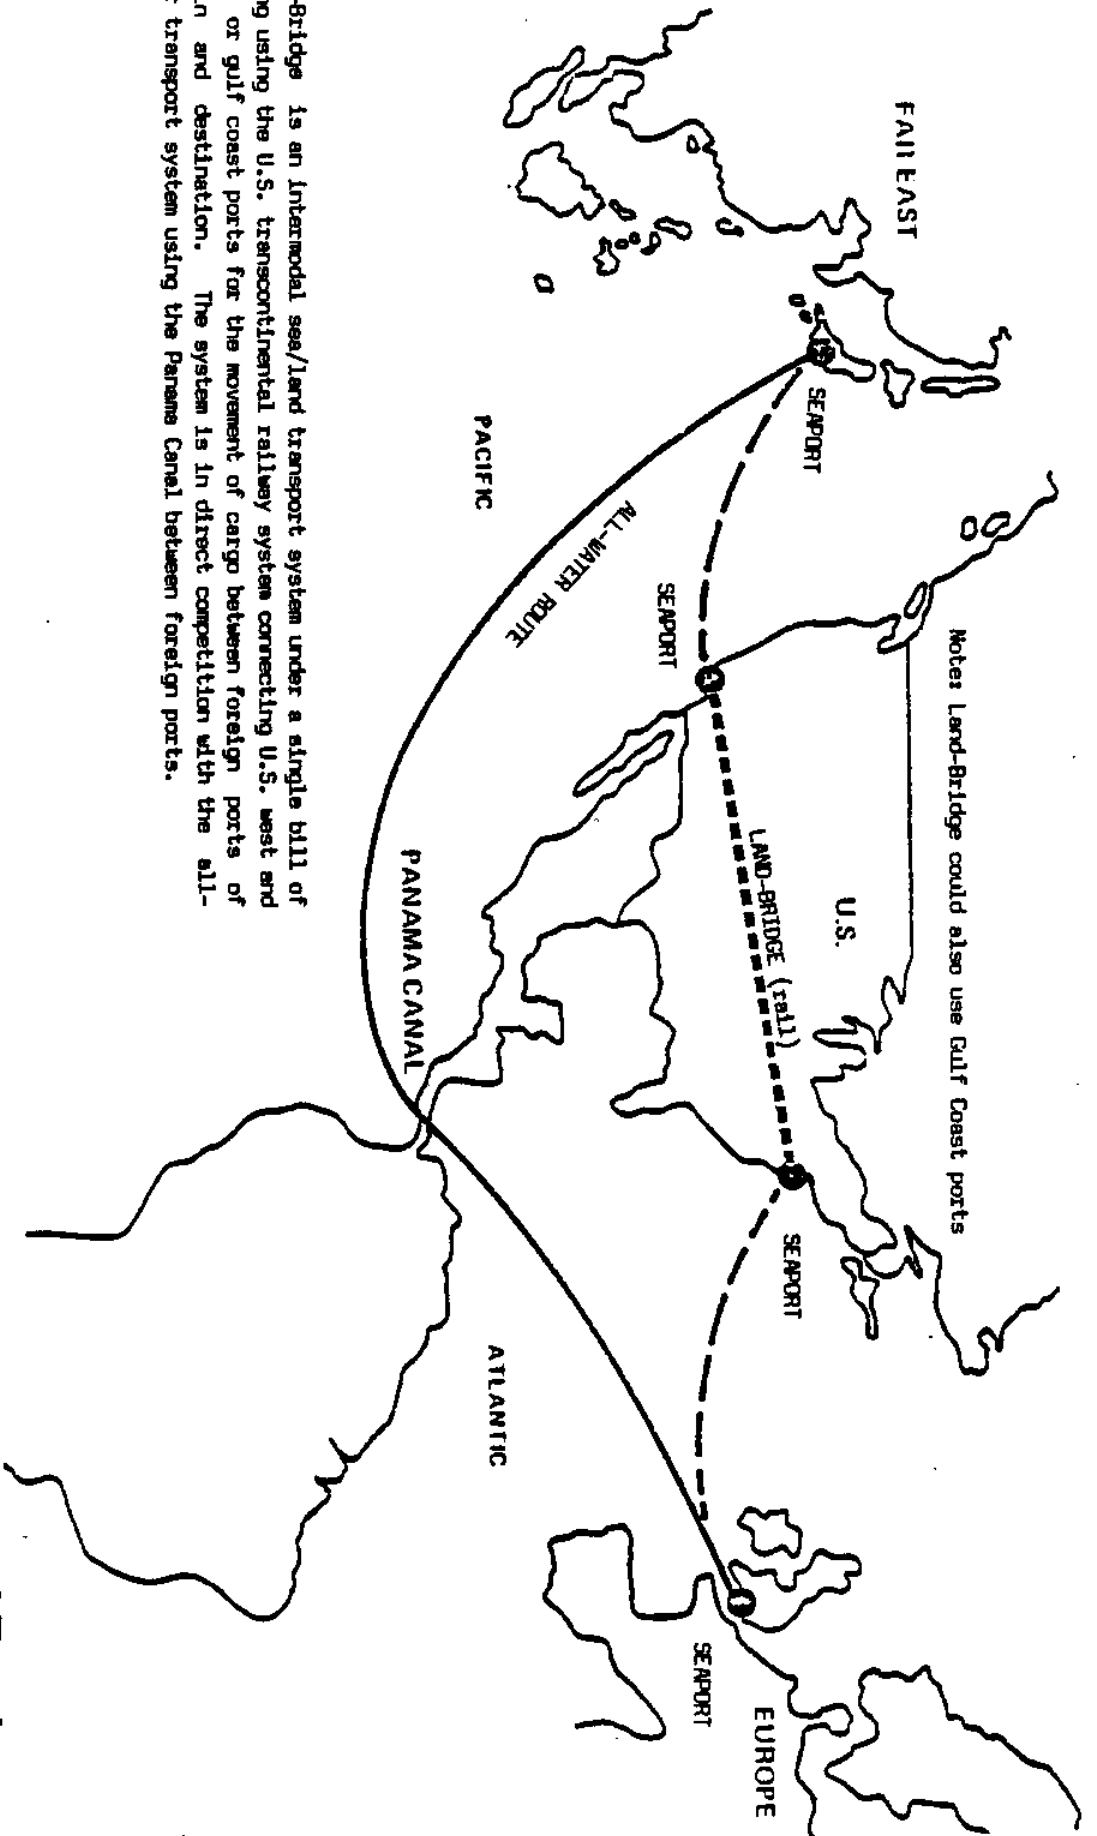 Note: Land-Bridge could also use Gulf Coast ports
FAR EAST
U.S.
SEAPORT
LAND-BRIDGE (rail)
SEAPORT
EUROPE
SEAPORT
SEAPORT
ALL-WATER ROUTE
PACIFIC
ATLANTIC
PANAMA CANAL
-Bridge is an intermodal sea/land transport system under a single bill of
using the U.S. transcontinental railway system connecting U.S. west and
or gulf coast ports for the movement of cargo between foreign ports of
and destination. The system is in direct competition with the all-
transport system using the Panama Canal between foreign ports.